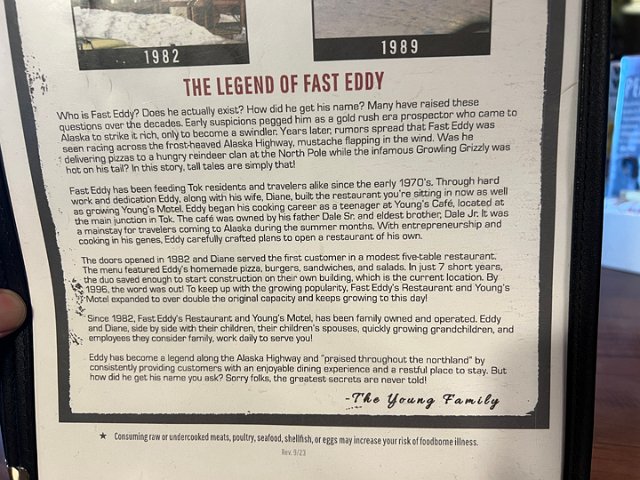 1982
1989
THE LEGEND OF FAST EDDY
Who is Fast Eddy? Does he actually exist? How did he get his name? Many have raised these
questions over the decades. Early suspicions pegged him as a gold rush era prospector who came to
Alaska to strike it rich, only to become a swindler. Years later, rumors spread that Fast Eddy was
seen racing across the frost-heaved Alaska Highway, mustache flapping in the wind. Was he
delivering pizzas to a hungry reindeer clan at the North Pole while the infamous Growling Grizzly was
hot on his tail? In this story, tall tales are simply that!
Fast Eddy has been feeding Tok residents and travelers alike since the early 1970's. Through hard
work and dedication Eddy, along with his wife, Diane, built the restaurant you're sitting in now as well
as growing Young's Motel. Eddy began his cooking career as a teenager at Young's Café, located at
the main junction in Tok. The café was owned by his father Dale Sr. and eldest brother, Dale Jr. It was
a mainstay for travelers coming to Alaska during the summer months. With entrepreneurship and
cooking in his genes, Eddy carefully crafted plans to open a restaurant of his own.
The doors opened in 1982 and Diane served the first customer in a modest five-table restaurant.
The menu featured Eddy's homemade pizza, burgers, sandwiches, and salads. In just 7 short years,
the duo saved enough to start construction on their own building, which is the current location. By
1996, the word was out! To keep up with the growing popularity, Fast Eddy's Restaurant and Young's
Motel expanded to over double the original capacity and keeps growing to this day!
Since 1982, Fast Eddy's Restaurant and Young's Motel, has been family owned and operated. Eddy
and Diane, side by side with their children, their children's spouses, quickly growing grandchildren, and
employees they consider family, work daily to serve you!
Eddy has become a legend along the Alaska Highway and "praised throughout the northland" by
consistently providing customers with an enjoyable dining experience and a restful place to stay. But
how did he get his name you ask? Sorry folks, the greatest secrets are never told!
-The Young Family
★ Consuming raw or undercooked meats, poultry, seafood, shellfish, or eggs may increase your risk of foodborne illness.
Rev. 9/23